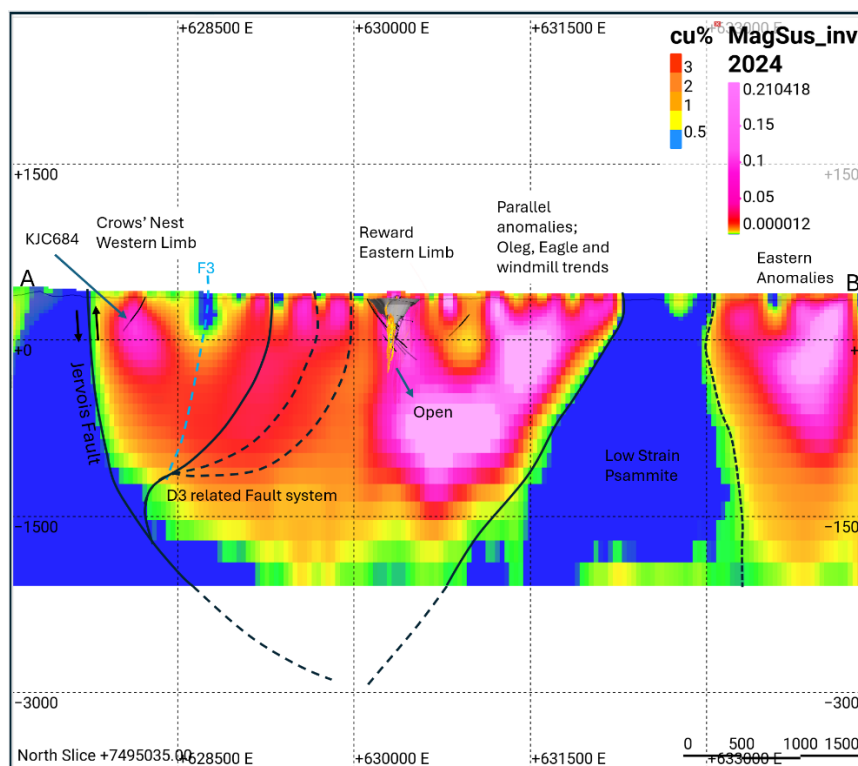 +628500 E
+630000 E
+631500 E
+633000 E
cu%
3
2
1
0.5
MagSus_inv
2024
0.210418
0.15
0.1
0.05
0.000012
+1500
+150
Crows' Nest
Western Limb
KJC684
F3
Reward
Eastern Limb
Parallel
anomalies;
Oleg, Eagle and
windmill trends
Eastern
Anomalies
A
B
+0
+
Jervois Fault
Open
D3 related Fault system
Low Strain
Psammite
−1500
−150
−3000
North Slice +7495035.00
+628500 E
+630000 E
+631500 E
+633000 E
0
500
1000
1500